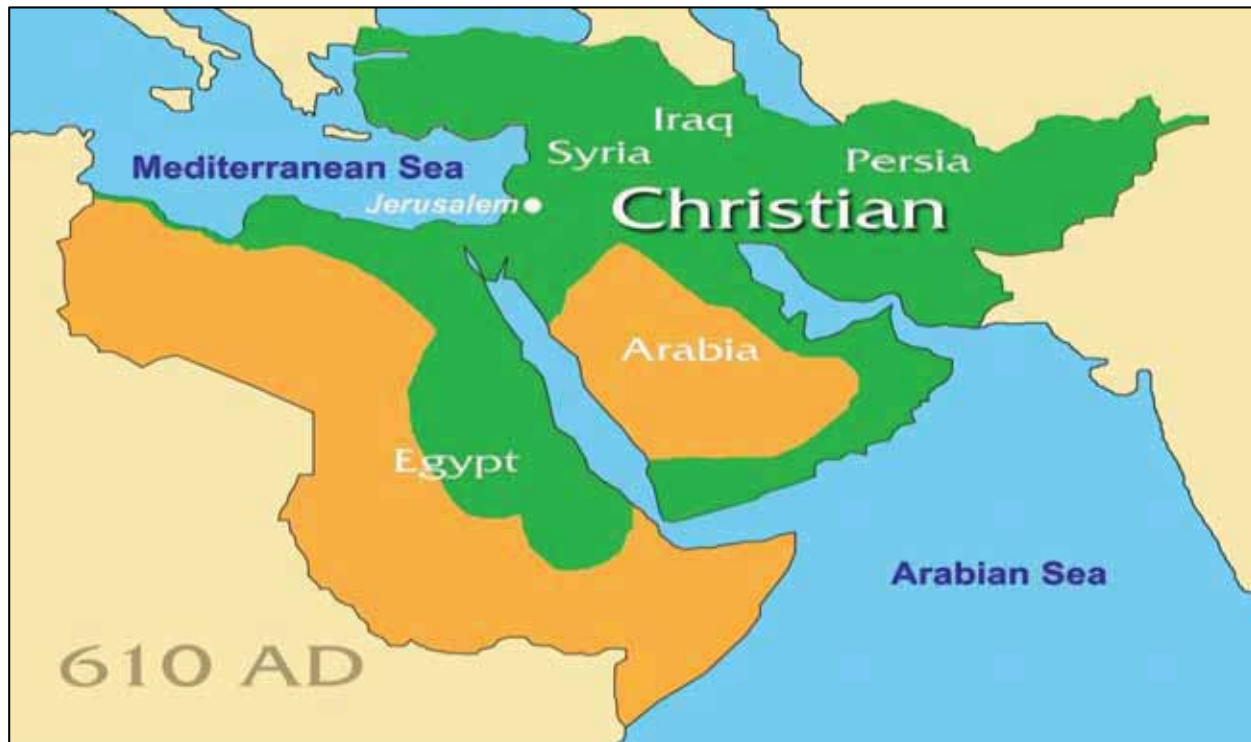 Iraq
Syria
Persia
Mediterranean Sea
Jerusalem
Christian
Arabia
Egypt
Arabian Sea
610 AD